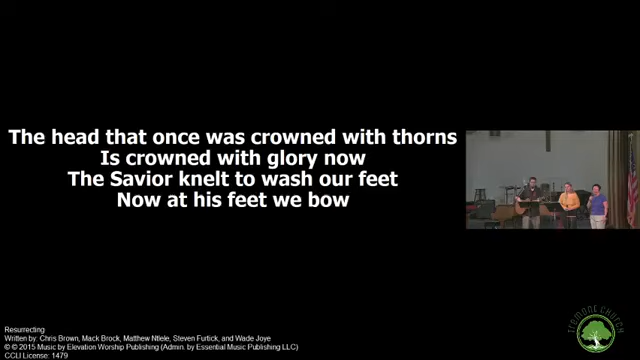 The head that once was crowned with thorns
Is crowned with glory now
The Savior knelt to wash our feet
Now at his feet we bow
Resurrecting
Written by: Chris Brown, Mack Brock, Matthew Ntlele, Steven Furtick, and Wade Joye
© © 2015 Music by Elevation Worship Publishing (Admin. by Essential Music Publishing LLC)
CCLI License: 1479
TREMONT CHURCH